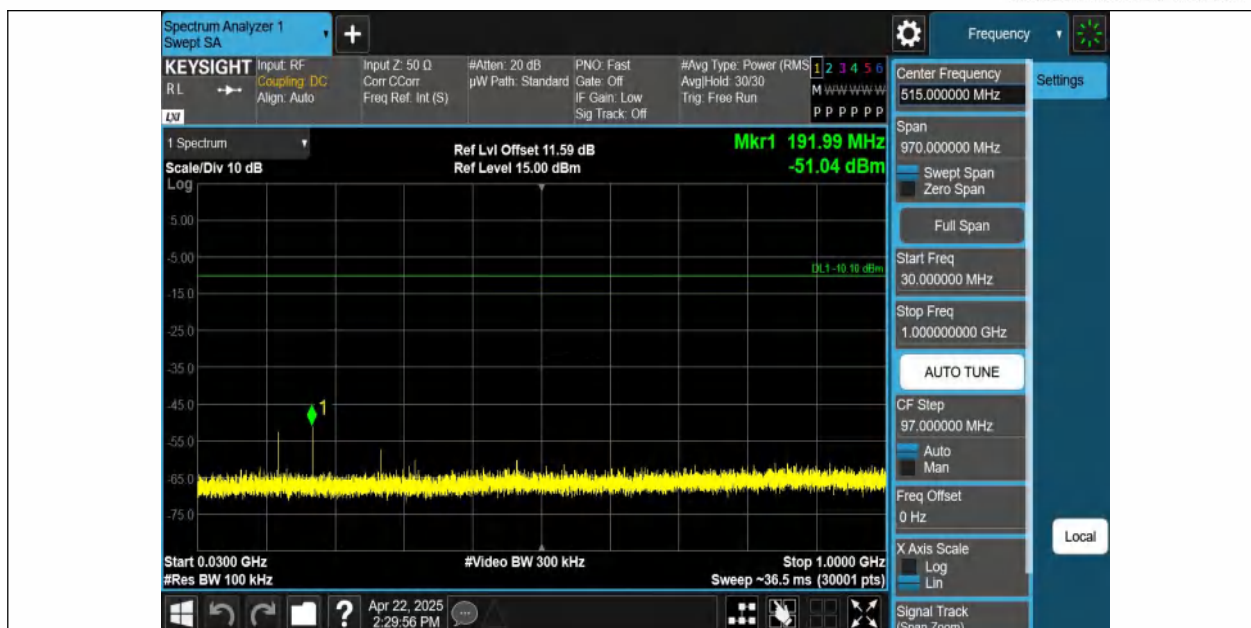 Spectrum Analyzer 1
Swept SA
Frequency
KEYSIGHT
RL
LXI
Input: RF
Coupling: DC
Align: Auto
Input Z: 50 Ω
Corr CCorr
Freq Ref: Int (S)
#Atten: 20 dB
µW Path: Standard
PNO: Fast
Gate: Off
IF Gain: Low
Sig Track: Off
#Avg Type: Power (RMS
Avg|Hold: 30/30
Trig: Free Run
1 2 3 4 5 6
M W W W W W
P P P P P P
1 Spectrum
Scale/Div 10 dB
Log
Ref Lvl Offset 11.59 dB
Ref Level 15.00 dBm
Mkr1 191.99 MHz
-51.04 dBm
5.00
-5.00
-15.0
-25.0
-35.0
-45.0
-55.0
-65.0
-75.0
DL1 -10.10 dBm
1
Start 0.0300 GHz
#Res BW 100 kHz
#Video BW 300 kHz
Stop 1.0000 GHz
Sweep ~36.5 ms (30001 pts)
Apr 22, 2025
2:29:56 PM
Center Frequency
515.000000 MHz
Span
970.000000 MHz
Swept Span
Zero Span
Full Span
Start Freq
30.000000 MHz
Stop Freq
1.000000000 GHz
AUTO TUNE
CF Step
97.000000 MHz
Auto
Man
Freq Offset
0 Hz
X Axis Scale
Log
Lin
Signal Track
(Span Zoom)
Settings
Local